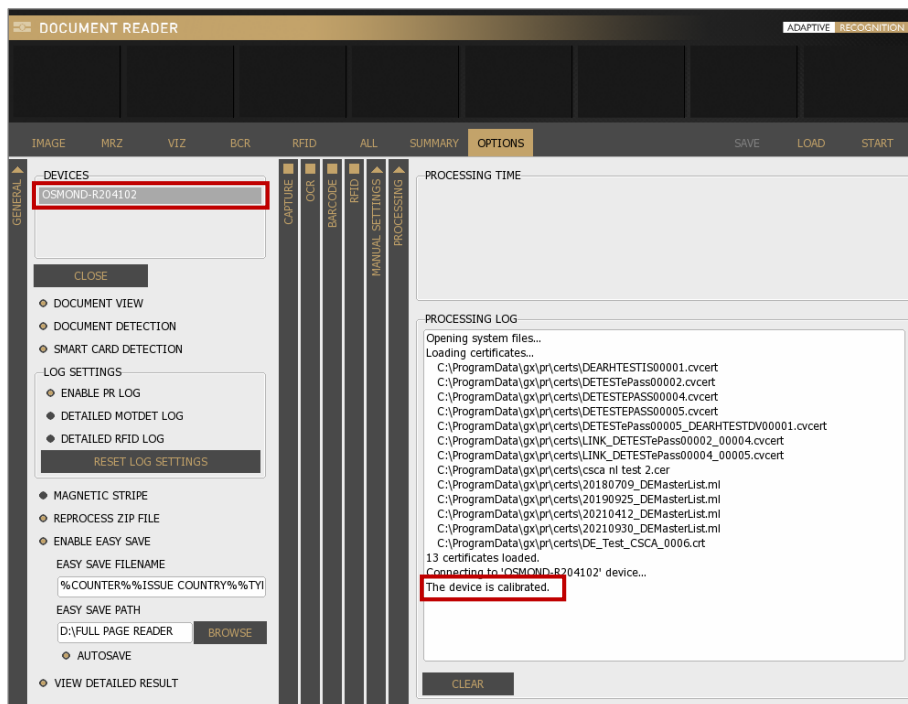 DOCUMENT READER
ADAPTIVE RECOGNITION
IMAGE MRZ VIZ BCR RFID ALL SUMMARY OPTIONS SAVE LOAD START
GENERAL
DEVICES
OSMOND-R204102
CLOSE
DOCUMENT VIEW
DOCUMENT DETECTION
SMART CARD DETECTION
LOG SETTINGS
ENABLE PR LOG
DETAILED MOTDET LOG
DETAILED RFID LOG
RESET LOG SETTINGS
MAGNETIC STRIPE
REPROCESS ZIP FILE
ENABLE EASY SAVE
EASY SAVE FILENAME
%COUNTER%%ISSUE COUNTRY%%TYI
EASY SAVE PATH
D:\FULL PAGE READER BROWSE
AUTOSAVE
VIEW DETAILED RESULT
CAPTURE
OCR
BARCODE
RFID
MANUAL SETTINGS
PROCESSING
PROCESSING TIME
PROCESSING LOG
Opening system files...
Loading certificates...
C:\ProgramData\gx\pr\certs\DEARHTESTIS00001.cvcert
C:\ProgramData\gx\pr\certs\DETESTePass00002.cvcert
C:\ProgramData\gx\pr\certs\DETESTEPASS00004.cvcert
C:\ProgramData\gx\pr\certs\DETESTEPASS00005.cvcert
C:\ProgramData\gx\pr\certs\DETESTePass00005_DEARHTESTDV00001.cvcert
C:\ProgramData\gx\pr\certs\LINK_DETESTePass00002_00004.cvcert
C:\ProgramData\gx\pr\certs\LINK_DETESTePass00004_00005.cvcert
C:\ProgramData\gx\pr\certs\csca nl test 2.cer
C:\ProgramData\gx\pr\certs\20180709_DEMasterList.ml
C:\ProgramData\gx\pr\certs\20190925_DEMasterList.ml
C:\ProgramData\gx\pr\certs\20210412_DEMasterList.ml
C:\ProgramData\gx\pr\certs\20210930_DEMasterList.ml
C:\ProgramData\gx\pr\certs\DE_Test_CSCA_0006.crt
13 certificates loaded.
Connecting to 'OSMOND-R204102' device...
The device is calibrated.
CLEAR